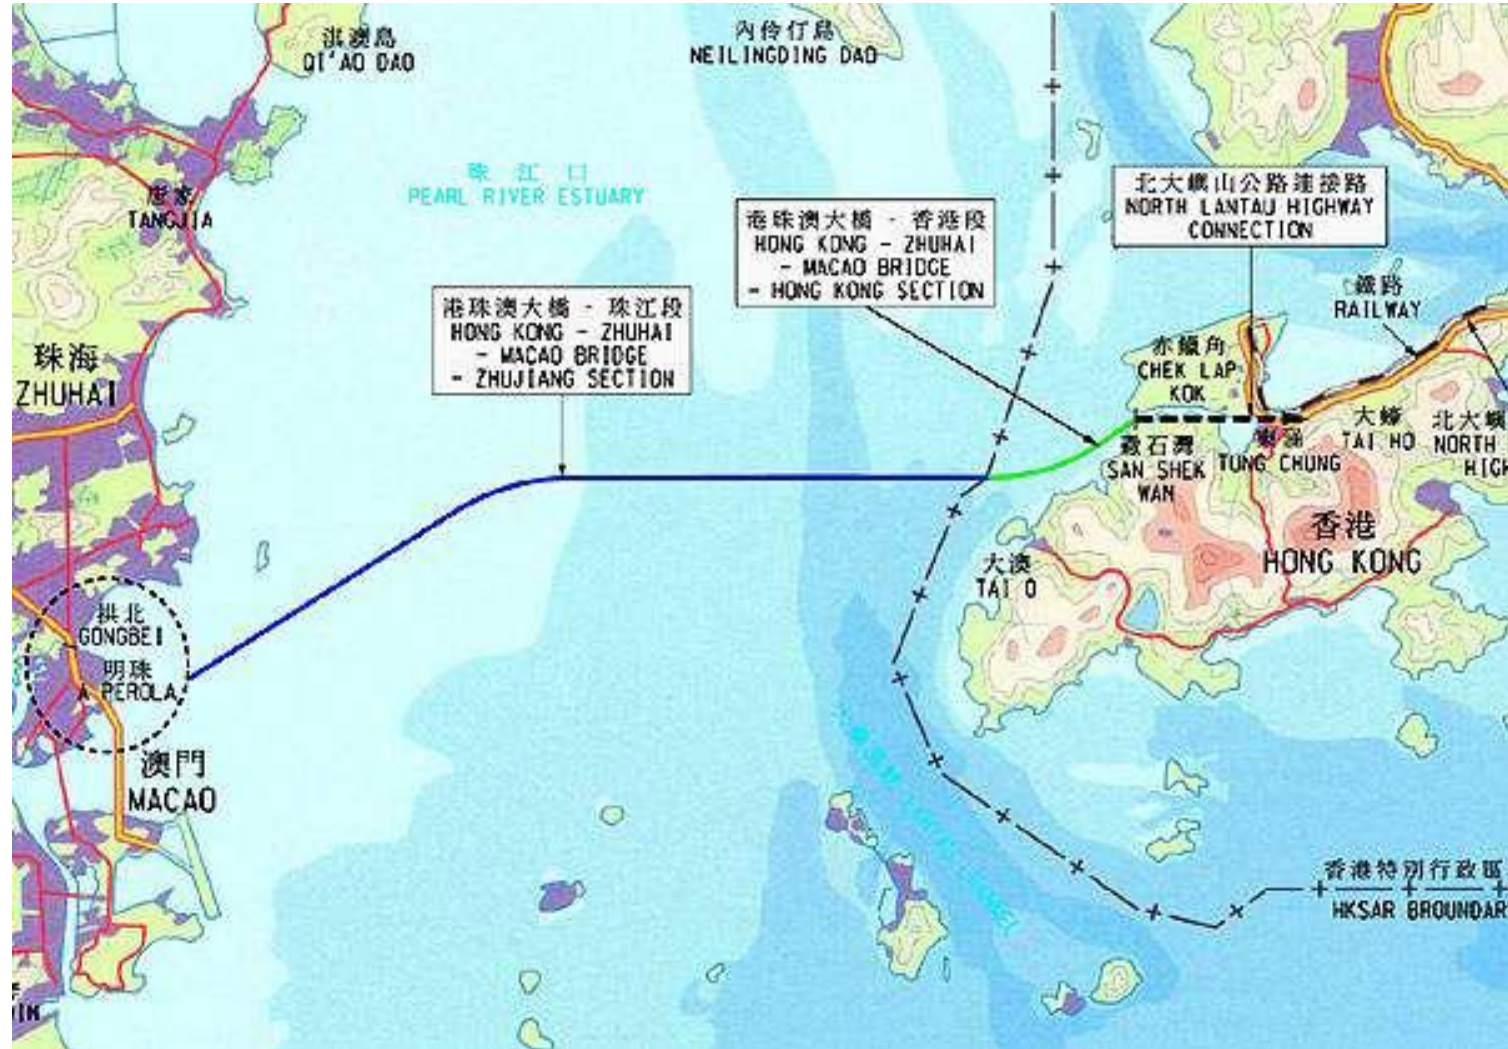 淇澳島
QI'AO DAO
內伶仃島
NEILINGDING DAO
珠江口
PEARL RIVER ESTUARY
唐家
TANGJIA
北大嶼山公路連接路
NORTH LANTAU HIGHWAY
CONNECTION
港珠澳大橋 - 香港段
HONG KONG - ZHUHAI
- MACAO BRIDGE
- HONG KONG SECTION
港珠澳大橋 - 珠江段
HONG KONG - ZHUHAI
- MACAO BRIDGE
- ZHUJIANG SECTION
鐵路
RAILWAY
珠海
ZHUHAI
赤鱲角
CHEK LAP
KOK
大蠔
TAI HO
北大嶼
NORTH
HIGH
東涌
TUNG CHUNG
散石灣
SAN SHEK
WAN
香港
HONG KONG
大澳
TAI O
拱北
GONGBEI
明珠
A PEROLA
澳門
MACAO
香港特別行政區
HKSAR BROUNDAR